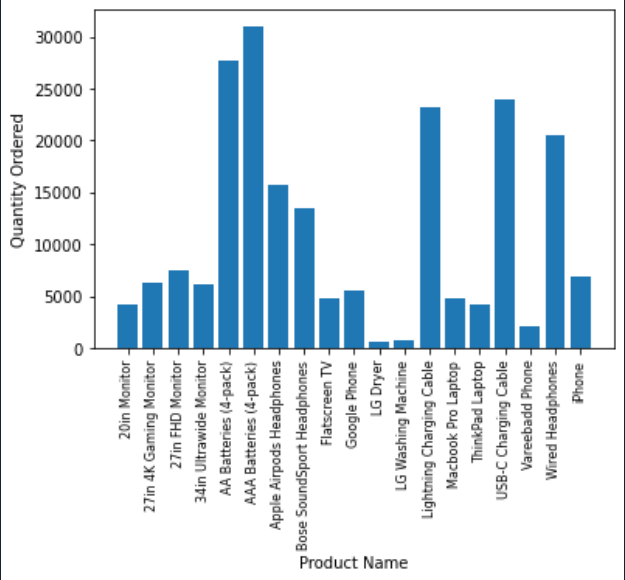 30000
25000
20000
15000
10000
5000
0
Quantity Ordered
20in Monitor
27in 4K Gaming Monitor
27in FHD Monitor
34in Ultrawide Monitor
AA Batteries (4-pack)
AAA Batteries (4-pack)
Apple Airpods Headphones
Bose SoundSport Headphones
Flatscreen TV
Google Phone
LG Dryer
LG Washing Machine
Lightning Charging Cable
Macbook Pro Laptop
ThinkPad Laptop
USB-C Charging Cable
Vareebadd Phone
Wired Headphones
iPhone
Product Name